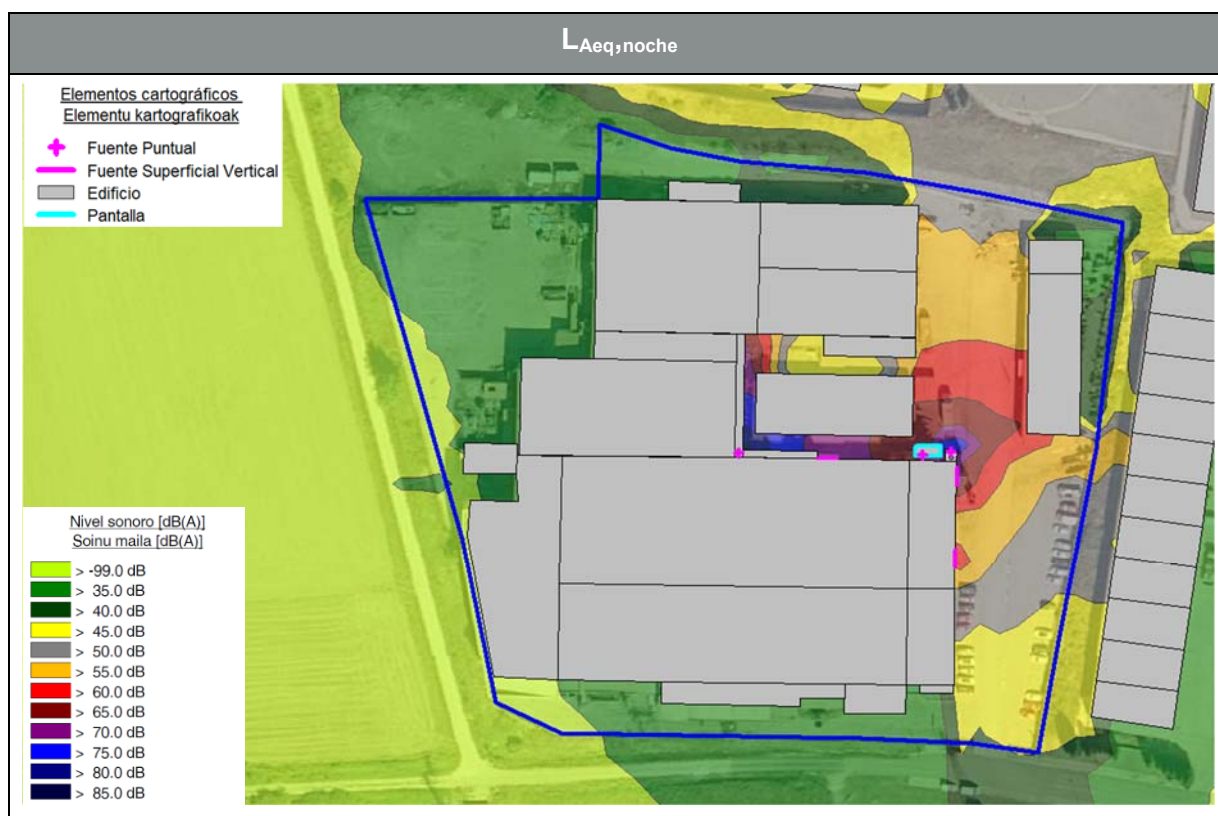 LAeq,noche
Elementos cartográficos
Elementu kartografikoak
Fuente Puntual
Fuente Superficial Vertical
Edificio
Pantalla
Nivel sonoro [dB(A)]
Soinu maila [dB(A)]
> -99.0 dB
> 35.0 dB
> 40.0 dB
> 45.0 dB
> 50.0 dB
> 55.0 dB
> 60.0 dB
> 65.0 dB
> 70.0 dB
> 75.0 dB
> 80.0 dB
> 85.0 dB